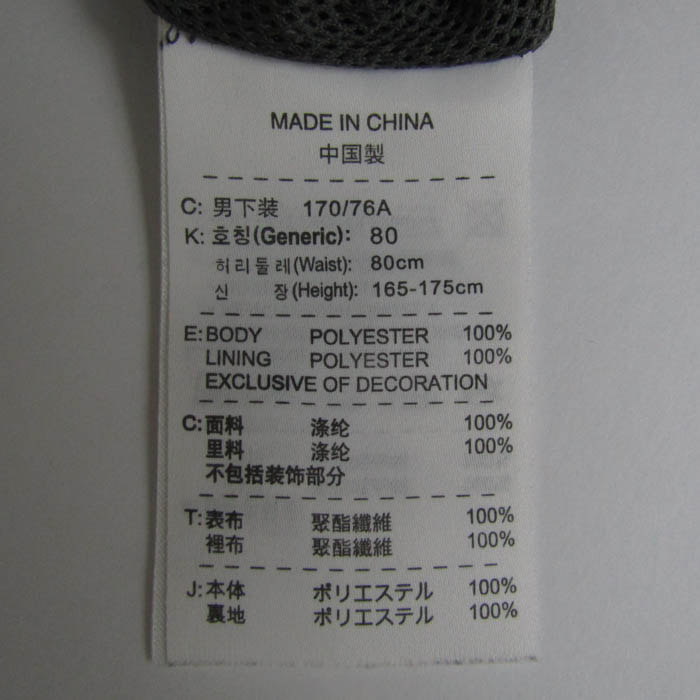 MADE IN CHINA
中国製
C: 男下装 170/76A
K: 호칭(Generic): 80
허리둘레(Waist): 80cm
신 장(Height): 165-175cm
E: BODY POLYESTER 100%
LINING POLYESTER 100%
EXCLUSIVE OF DECORATION
C: 面料 涤纶 100%
里料 涤纶 100%
不包括装饰部分
T: 表布 聚酯纖維 100%
裡布 聚酯纖維 100%
J: 本体 ポリエステル 100%
裏地 ポリエステル 100%